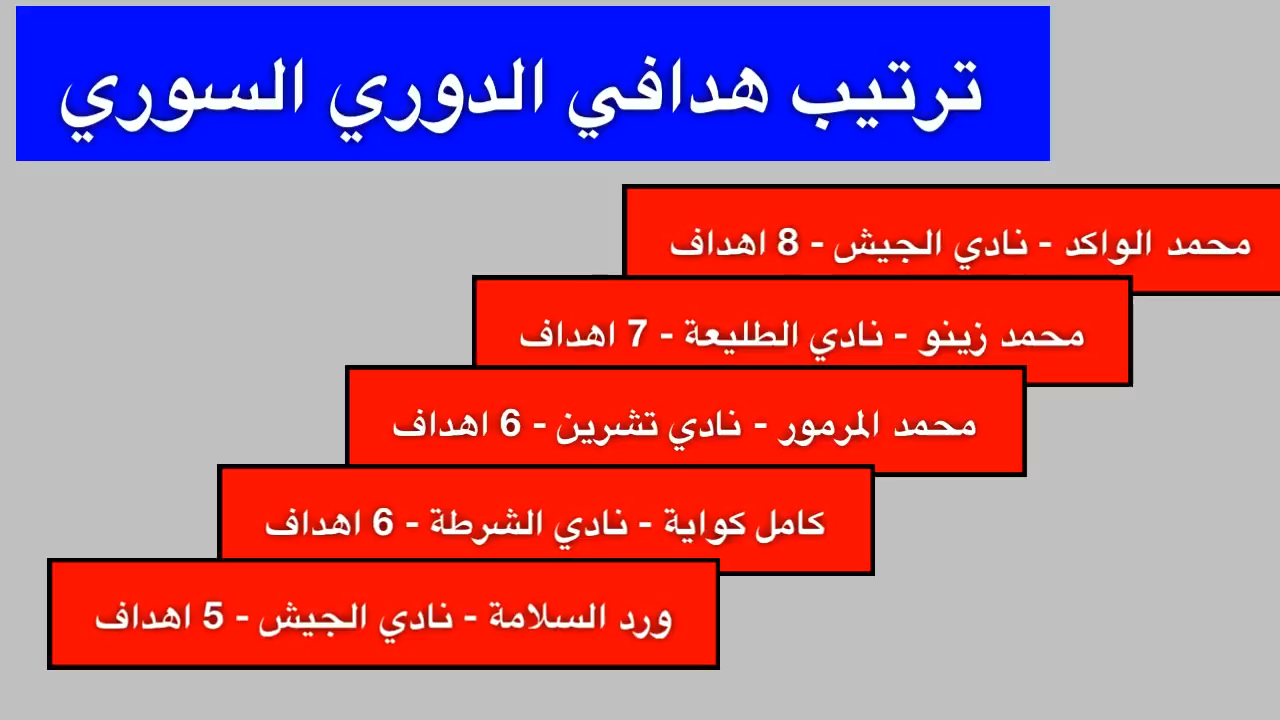 ترتيب هدافي الدوري السوري
محمد الواكد - نادي الجيش - 8 اهداف
محمد زينو - نادي الطليعة - 7 اهداف
محمد المرمور - نادي تشرين - 6 اهداف
كامل كواية - نادي الشرطة - 6 اهداف
ورد السلامة - نادي الجيش - 5 اهداف